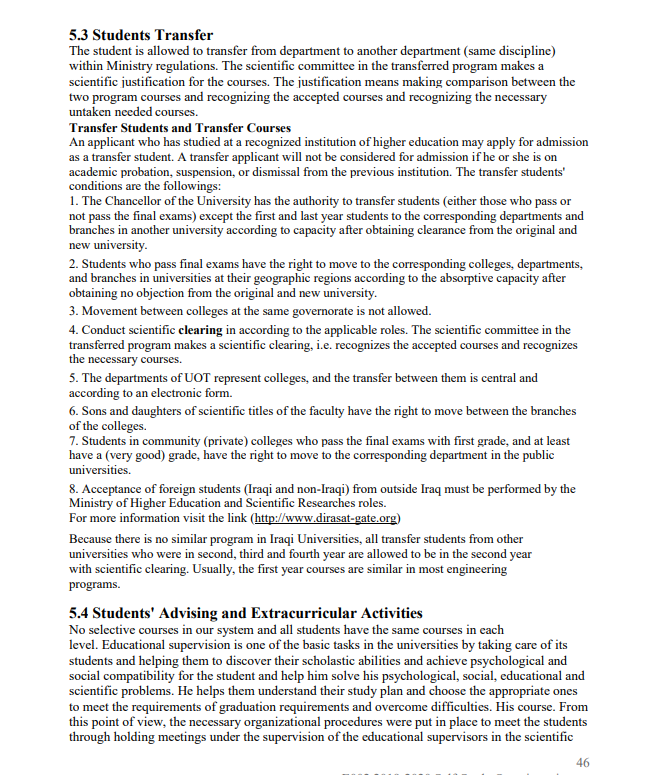 5.3 Students Transfer
The student is allowed to transfer from department to another department (same discipline)
within Ministry regulations. The scientific committee in the transferred program makes a
scientific justification for the courses. The justification means making comparison between the
two program courses and recognizing the accepted courses and recognizing the necessary
untaken needed courses.
Transfer Students and Transfer Courses
An applicant who has studied at a recognized institution of higher education may apply for admission
as a transfer student. A transfer applicant will not be considered for admission if he or she is on
academic probation, suspension, or dismissal from the previous institution. The transfer students'
conditions are the followings:
1. The Chancellor of the University has the authority to transfer students (either those who pass or
not pass the final exams) except the first and last year students to the corresponding departments and
branches in another university according to capacity after obtaining clearance from the original and
new university.
2. Students who pass final exams have the right to move to the corresponding colleges, departments,
and branches in universities at their geographic regions according to the absorptive capacity after
obtaining no objection from the original and new university.
3. Movement between colleges at the same governorate is not allowed.
4. Conduct scientific clearing in according to the applicable roles. The scientific committee in the
transferred program makes a scientific clearing, i.e. recognizes the accepted courses and recognizes
the necessary courses.
5. The departments of UOT represent colleges, and the transfer between them is central and
according to an electronic form.
6. Sons and daughters of scientific titles of the faculty have the right to move between the branches
of the colleges.
7. Students in community (private) colleges who pass the final exams with first grade, and at least
have a (very good) grade, have the right to move to the corresponding department in the public
universities.
8. Acceptance of foreign students (Iraqi and non-Iraqi) from outside Iraq must be performed by the
Ministry of Higher Education and Scientific Researches roles.
For more information visit the link (http://www.dirasat-gate.org)
Because there is no similar program in Iraqi Universities, all transfer students from other
universities who were in second, third and fourth year are allowed to be in the second year
with scientific clearing. Usually, the first year courses are similar in most engineering
programs.
5.4 Students' Advising and Extracurricular Activities
No selective courses in our system and all students have the same courses in each
level. Educational supervision is one of the basic tasks in the universities by taking care of its
students and helping them to discover their scholastic abilities and achieve psychological and
social compatibility for the student and help him solve his psychological, social, educational and
scientific problems. He helps them understand their study plan and choose the appropriate ones
to meet the requirements of graduation requirements and overcome difficulties. His course. From
this point of view, the necessary organizational procedures were put in place to meet the students
through holding meetings under the supervision of the educational supervisors in the scientific
46